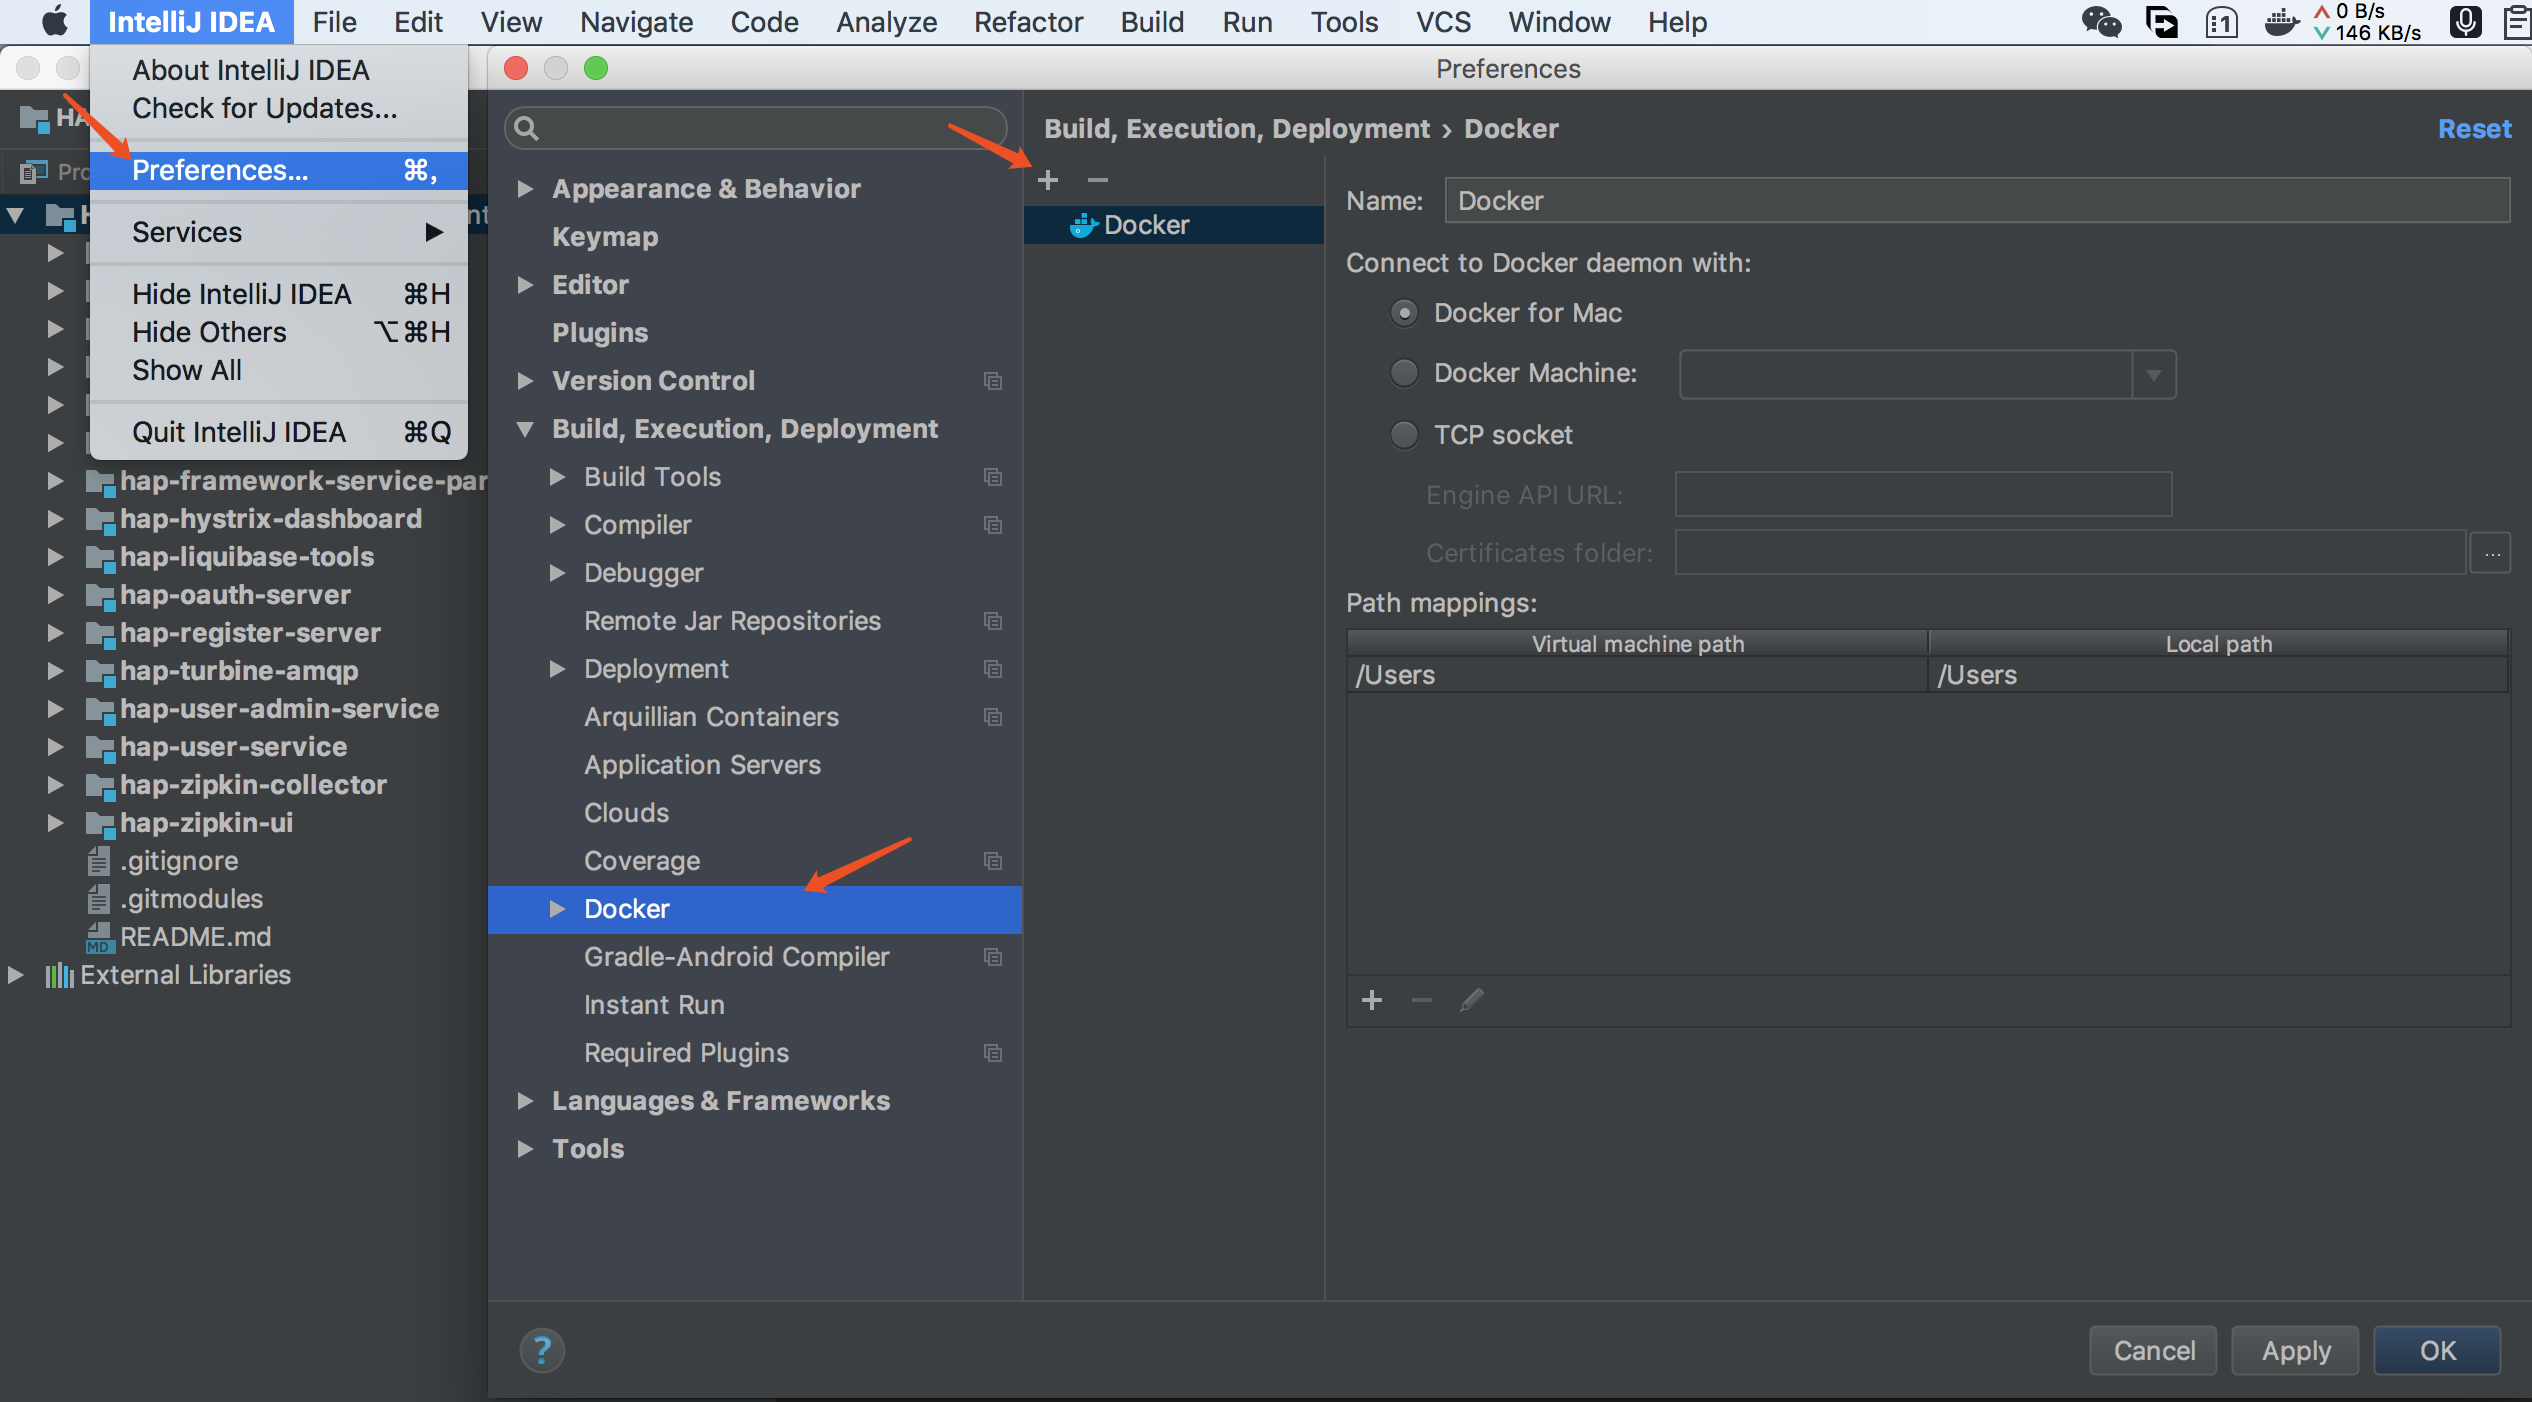 IntelliJ IDEA File Edit View Navigate Code Analyze Refactor Build Run Tools VCS Window Help
0 B/s
146 KB/s
About IntelliJ IDEA
Check for Updates...
Preferences... ⌘,
Services
Hide IntelliJ IDEA ⌘H
Hide Others ⌥⌘H
Show All
Quit IntelliJ IDEA ⌘Q
hap-framework-service-par
hap-hystrix-dashboard
hap-liquibase-tools
hap-oauth-server
hap-register-server
hap-turbine-amqp
hap-user-admin-service
hap-user-service
hap-zipkin-collector
hap-zipkin-ui
.gitignore
.gitmodules
MD README.md
External Libraries
Preferences
Appearance & Behavior
Keymap
Editor
Plugins
Version Control
Build, Execution, Deployment
Build Tools
Compiler
Debugger
Remote Jar Repositories
Deployment
Arquillian Containers
Application Servers
Clouds
Coverage
Docker
Gradle-Android Compiler
Instant Run
Required Plugins
Languages & Frameworks
Tools
Build, Execution, Deployment › Docker
Reset
Docker
Name: Docker
Connect to Docker daemon with:
Docker for Mac
Docker Machine:
TCP socket
Engine API URL:
Certificates folder: ...
Path mappings:
Virtual machine path Local path
/Users /Users
? Cancel Apply OK